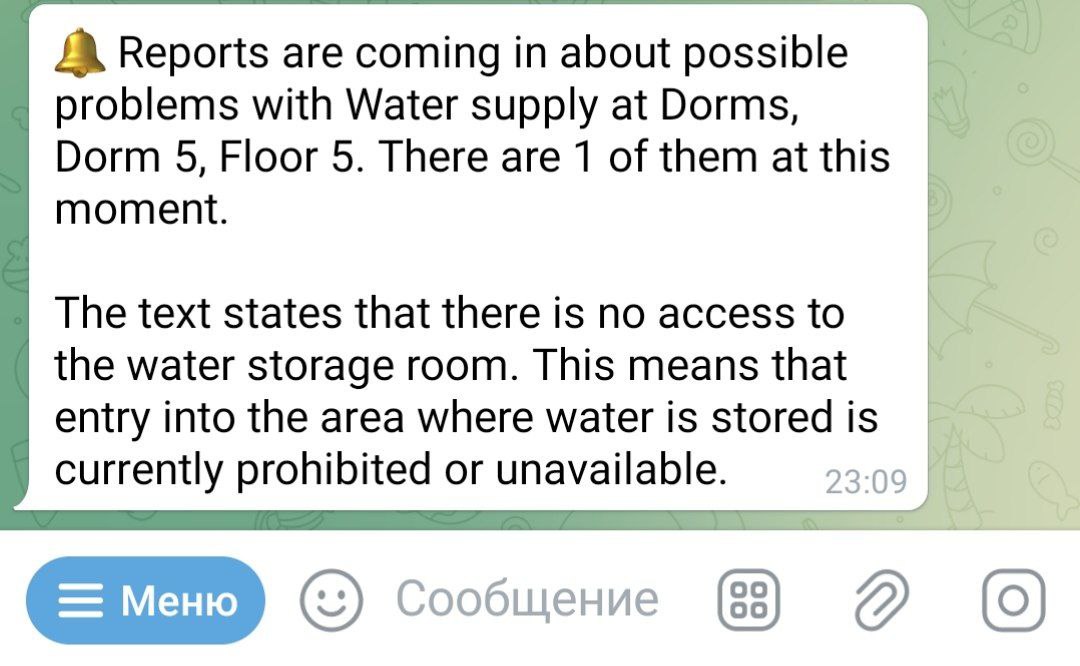 🔔 Reports are coming in about possible
problems with Water supply at Dorms,
Dorm 5, Floor 5. There are 1 of them at this
moment.
The text states that there is no access to
the water storage room. This means that
entry into the area where water is stored is
currently prohibited or unavailable.
23:09
Меню
Сообщение